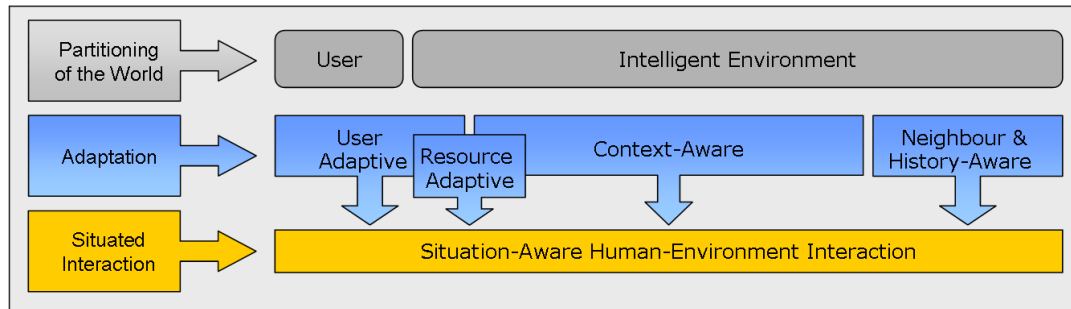 Partitioning
of the World
User
Intelligent Environment
Adaptation
User
Adaptive
Resource
Adaptive
Context-Aware
Neighbour &
History-Aware
Situated
Interaction
Situation-Aware Human-Environment Interaction